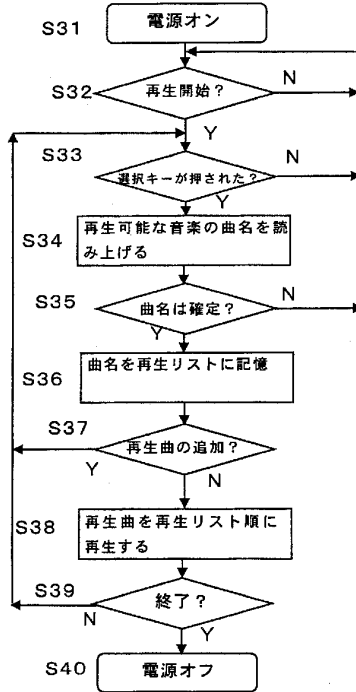 S31
電源オン
S32
再生開始？
N
Y
S33
選択キーが押された？
N
Y
S34
再生可能な音楽の曲名を読
み上げる
S35
曲名は確定？
N
Y
S36
曲名を再生リストに記憶
S37
再生曲の追加？
Y
N
S38
再生曲を再生リスト順に
再生する
S39
終了？
N
Y
S40
電源オフ